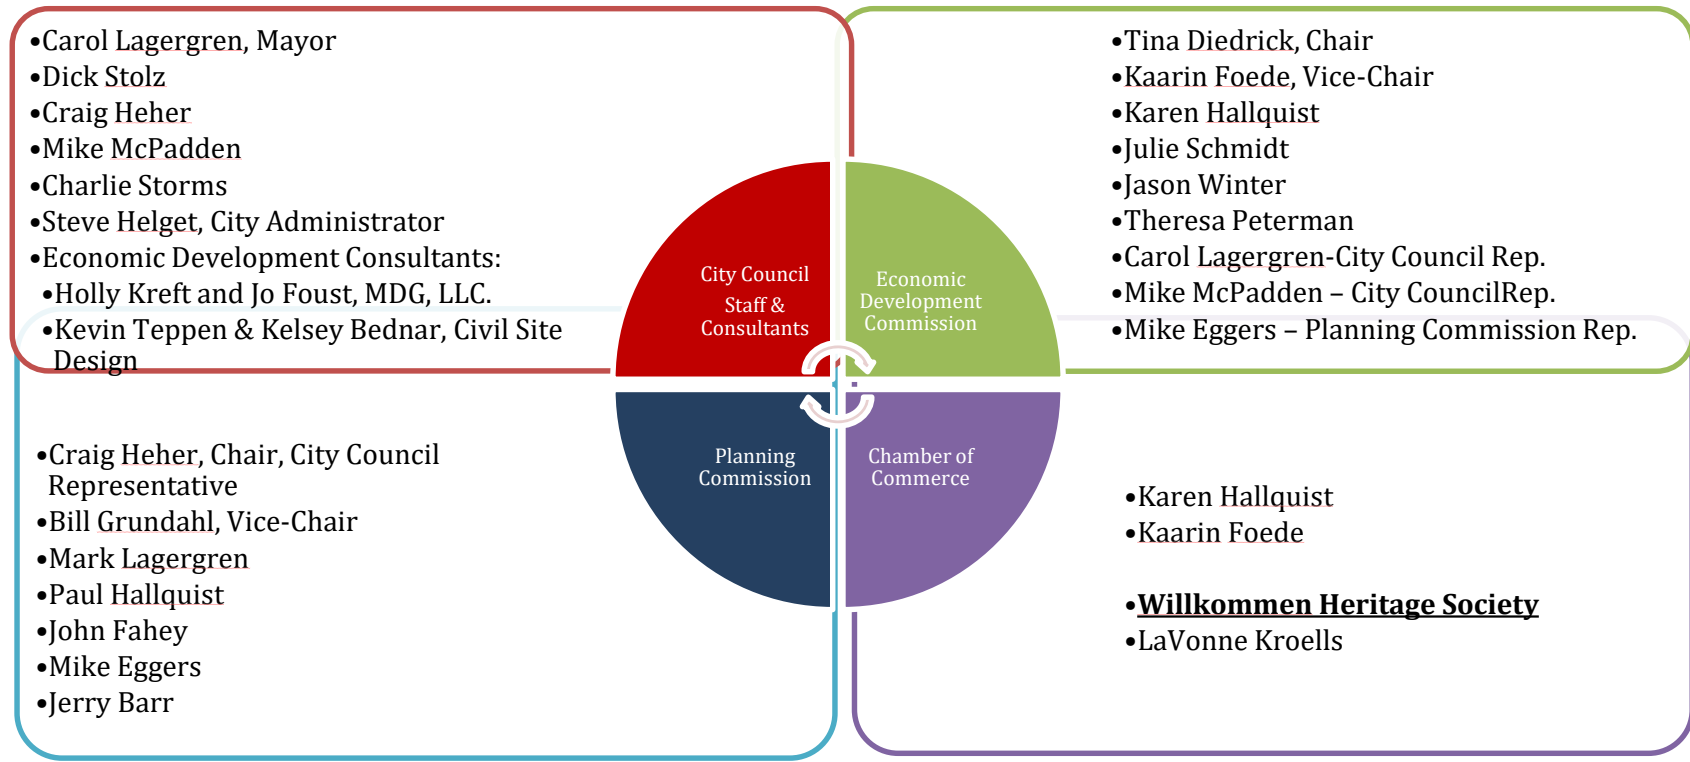 •Carol Lagergren, Mayor
•Dick Stolz
•Craig Heher
•Mike McPadden
•Charlie Storms
•Steve Helget, City Administrator
•Economic Development Consultants:
•Holly Kreft and Jo Foust, MDG, LLC.
•Kevin Teppen & Kelsey Bednar, Civil Site
Design
•Tina Diedrick, Chair
•Kaarin Foede, Vice-Chair
•Karen Hallquist
•Julie Schmidt
•Jason Winter
•Theresa Peterman
•Carol Lagergren-City Council Rep.
•Mike McPadden – City CouncilRep.
•Mike Eggers – Planning Commission Rep.
City Council
Staff &
Consultants
Economic
Development
Commission
Planning
Commission
Chamber of
Commerce
•Craig Heher, Chair, City Council
Representative
•Bill Grundahl, Vice-Chair
•Mark Lagergren
•Paul Hallquist
•John Fahey
•Mike Eggers
•Jerry Barr
•Karen Hallquist
•Kaarin Foede
•Willkommen Heritage Society
•LaVonne Kroells